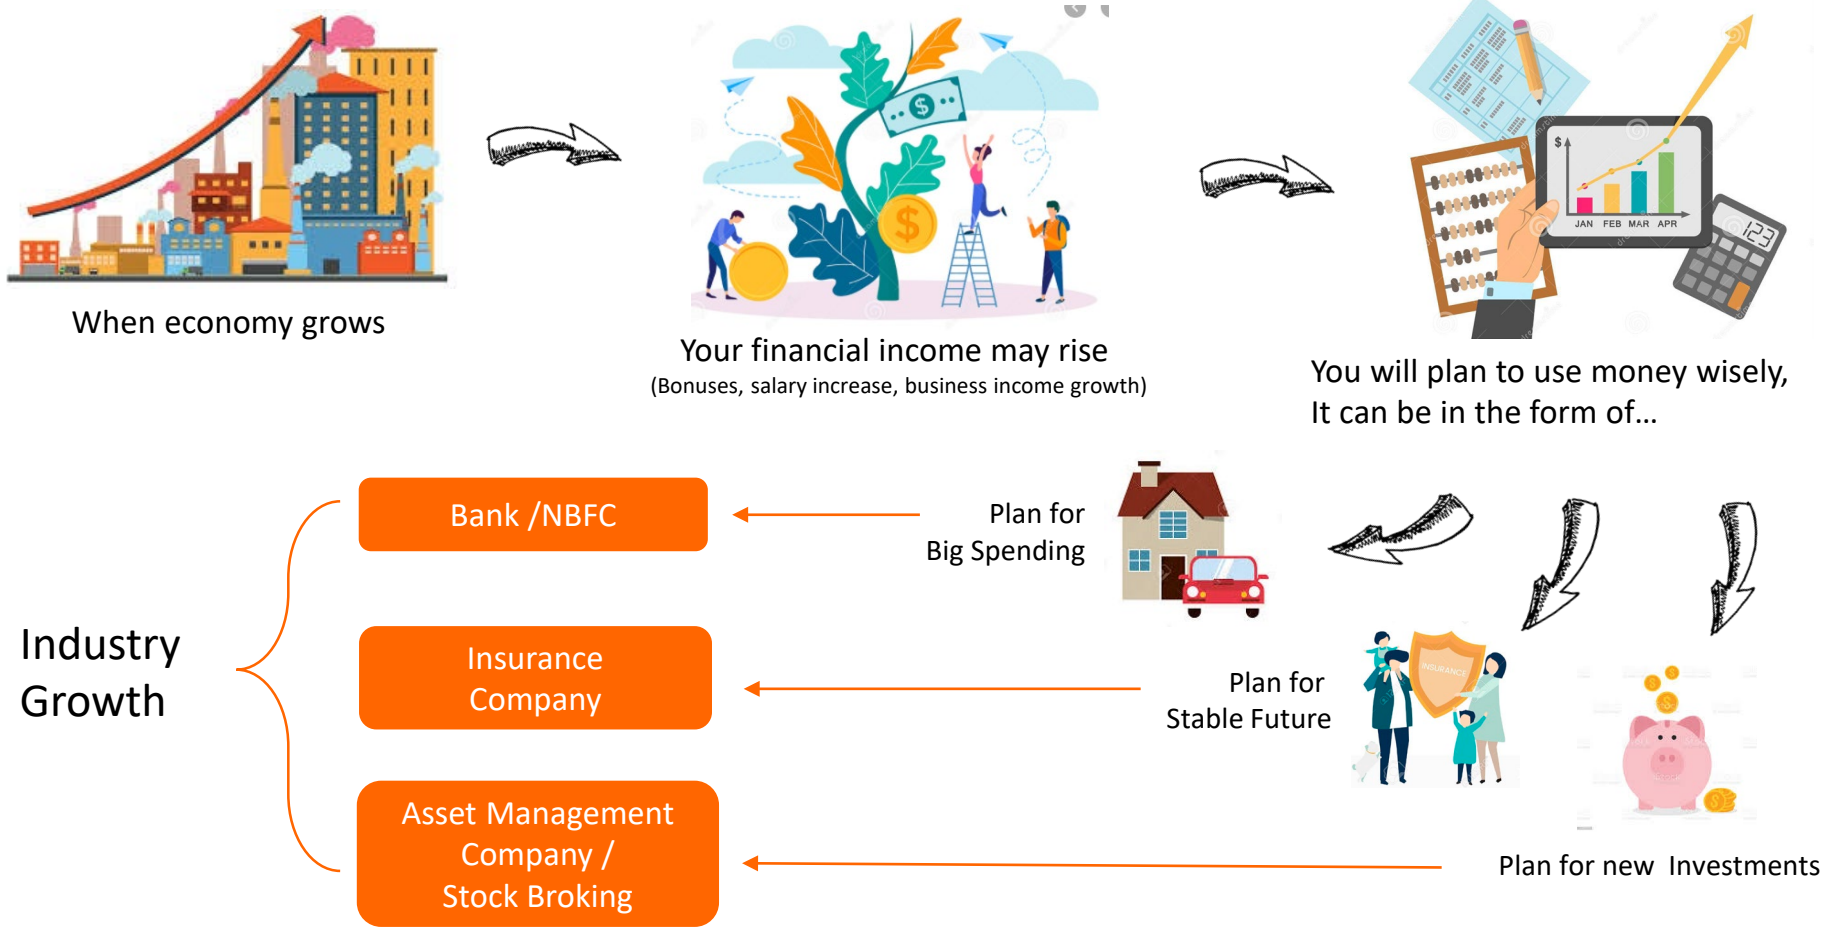 When economy grows
Your financial income may rise
(Bonuses, salary increase, business income growth)
$
JAN FEB MAR APR
123
You will plan to use money wisely,
It can be in the form of...
$
$
Bank /NBFC
Plan for
Big Spending
Industry
Growth
Insurance
Company
Plan for
Stable Future
INSURANCE
Asset Management
Company /
Stock Broking
Plan for new  Investments